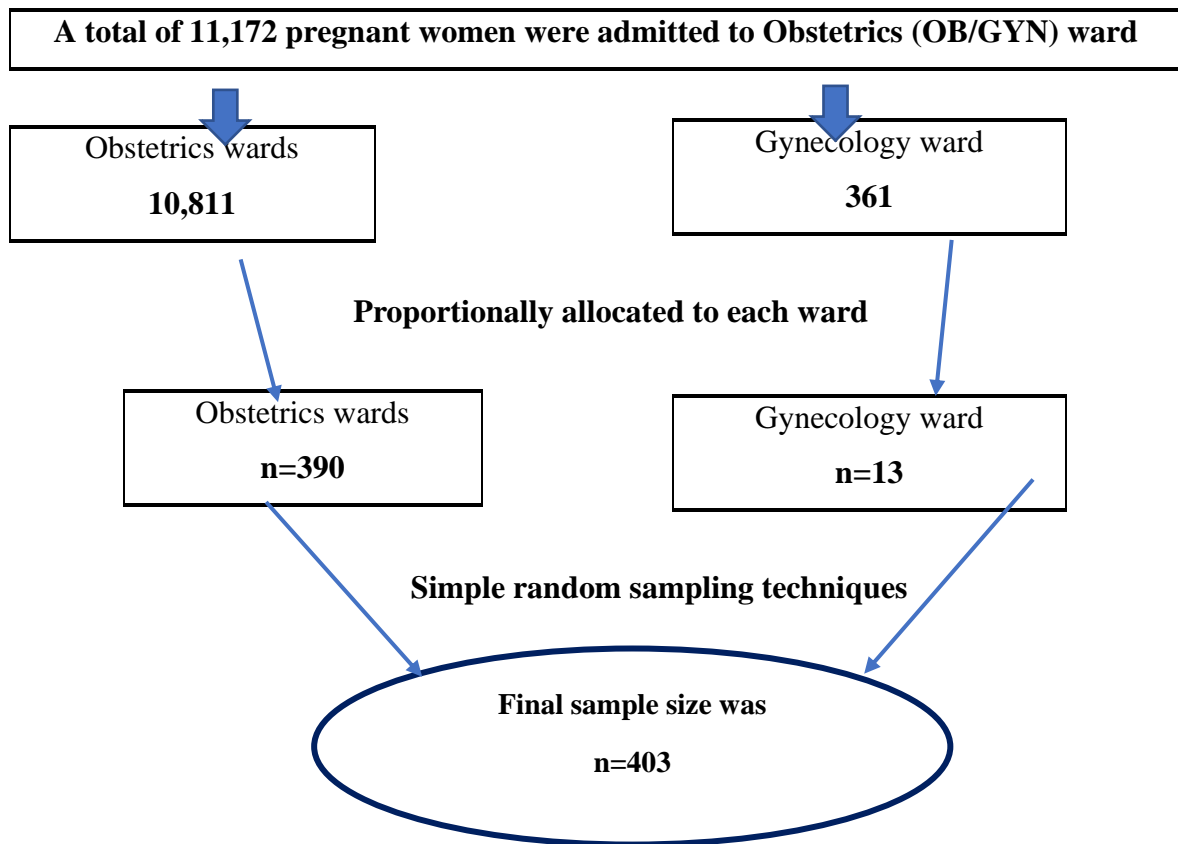 A total of 11,172 pregnant women were admitted to Obstetrics (OB/GYN) ward
Obstetrics wards
10,811
Gynecology ward
361
Proportionally allocated to each ward
Obstetrics wards
n=390
Gynecology ward
n=13
Simple random sampling techniques
Final sample size was
n=403